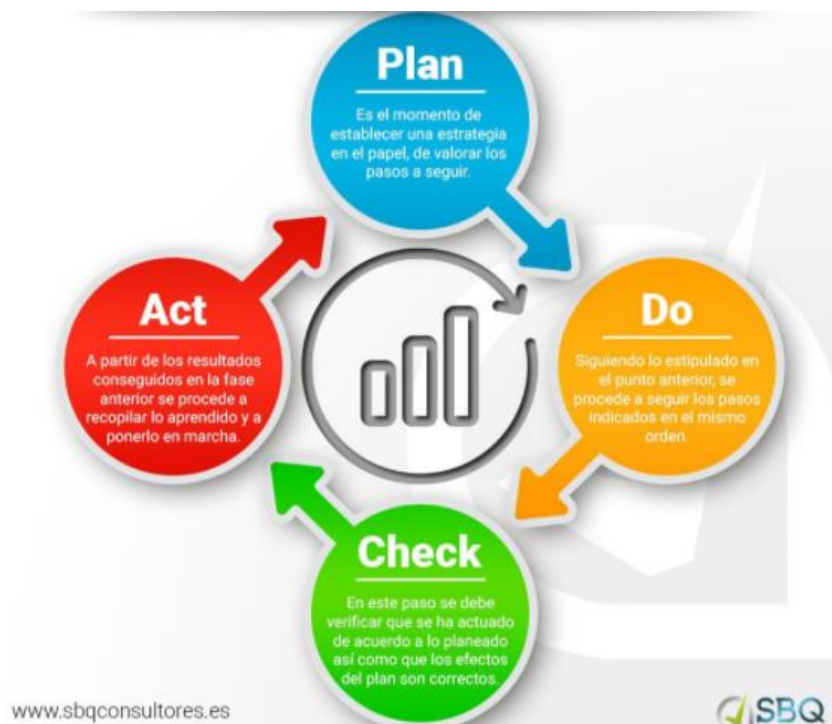 Plan
Es el momento de
establecer una estrategia
en el papel, de valorar los
pasos a seguir.
Act
A partir de los resultados
conseguidos en la fase
anterior se procede a
recopilar lo aprendido y a
ponerlo en marcha.
Do
Siguiendo lo estipulado en
el punto anterior, se
procede a seguir los pasos
indicados en el mismo
orden.
Check
En este paso se debe
verificar que se ha actuado
de acuerdo a lo planeado
así como que los efectos
del plan son correctos.
www.sbqconsultores.es
SBQ